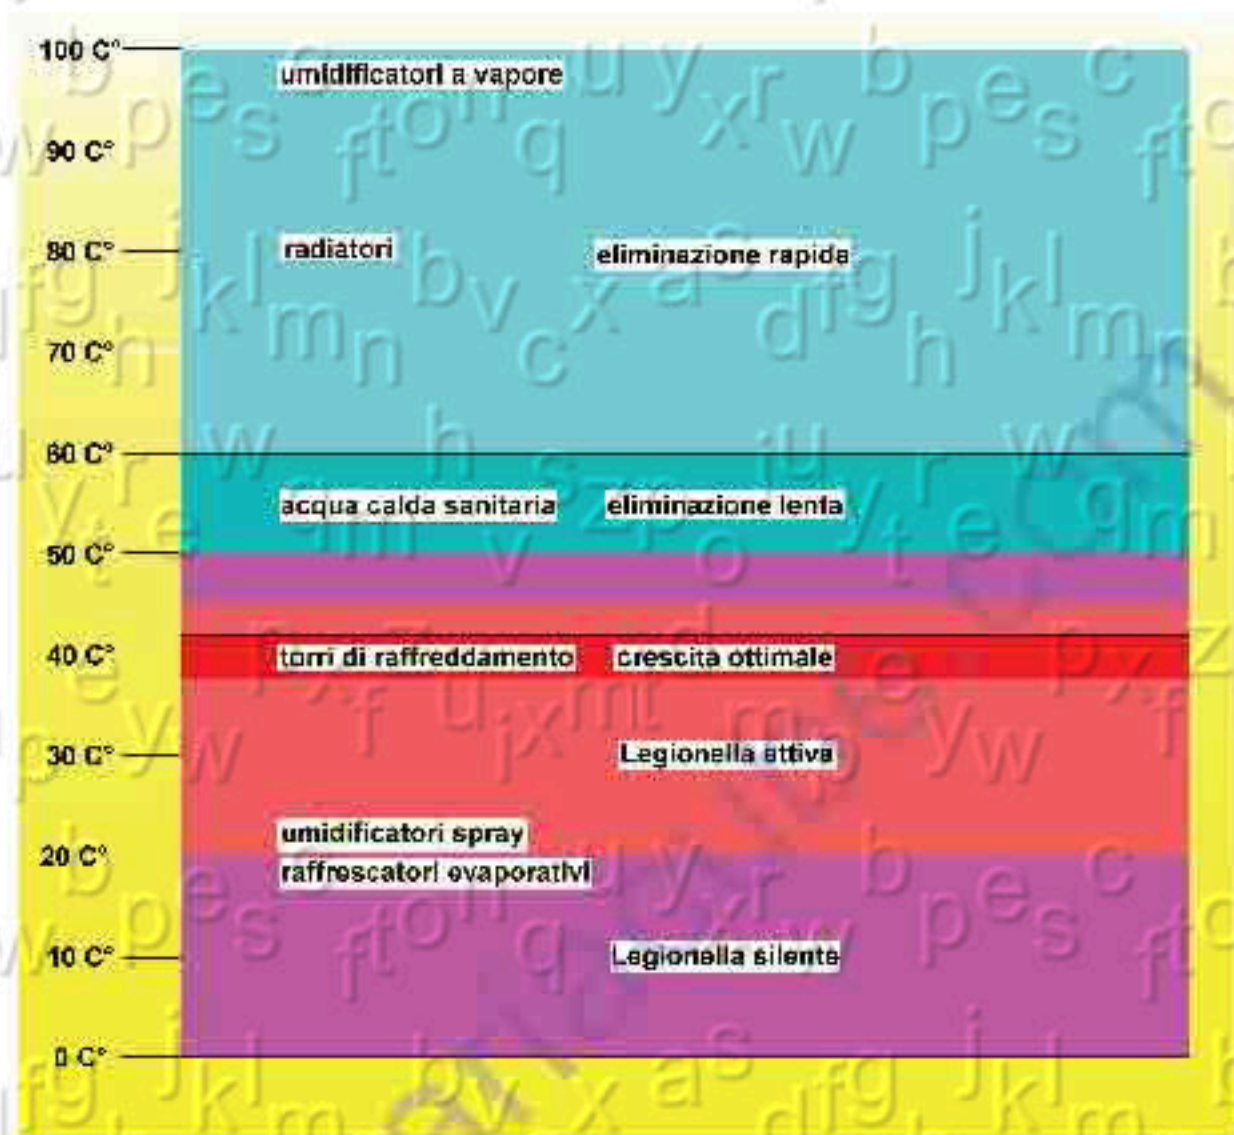 100 C°
umidificatori a vapore
90 C°
80 C°
radiatori
eliminazione rapida
70 C°
60 C°
acqua calda sanitaria
eliminazione lenta
50 C°
40 C°
torri di raffreddamento
crescita ottimale
30 C°
Legionella attiva
umidificatori spray
20 C°
raffrescatori evaporativi
10 C°
Legionella silente
0 C°